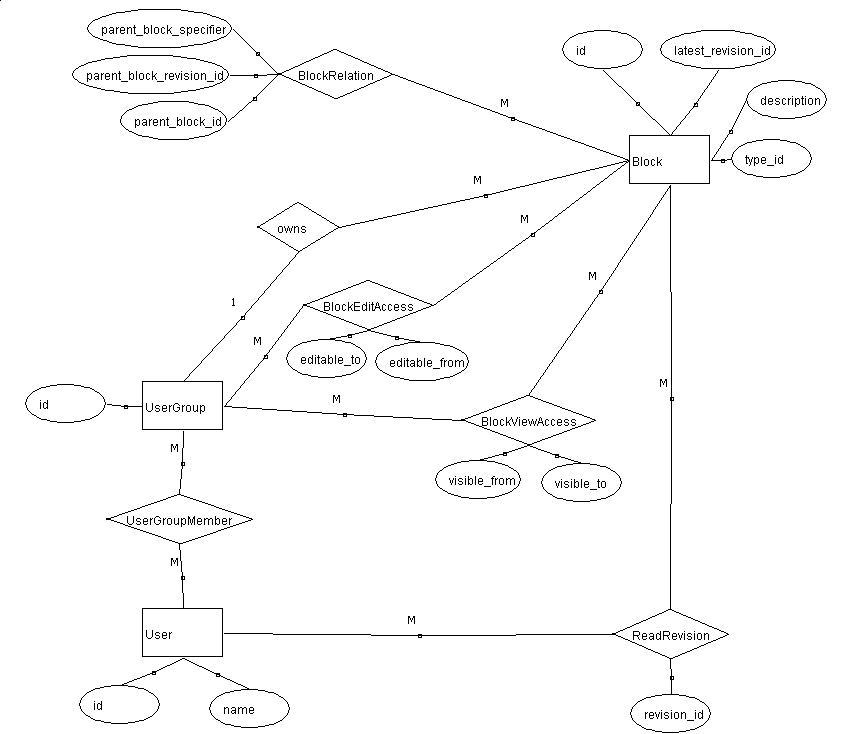 parent_block_specifier
parent_block_revision_id
parent_block_id
BlockRelation
id
latest_revision_id
description
type_id
Block
M
M
M
M
M
owns
1
BlockEditAccess
editable_to
editable_from
M
M
BlockViewAccess
visible_from
visible_to
id
UserGroup
M
UserGroupMember
M
User
id
name
M
ReadRevision
revision_id